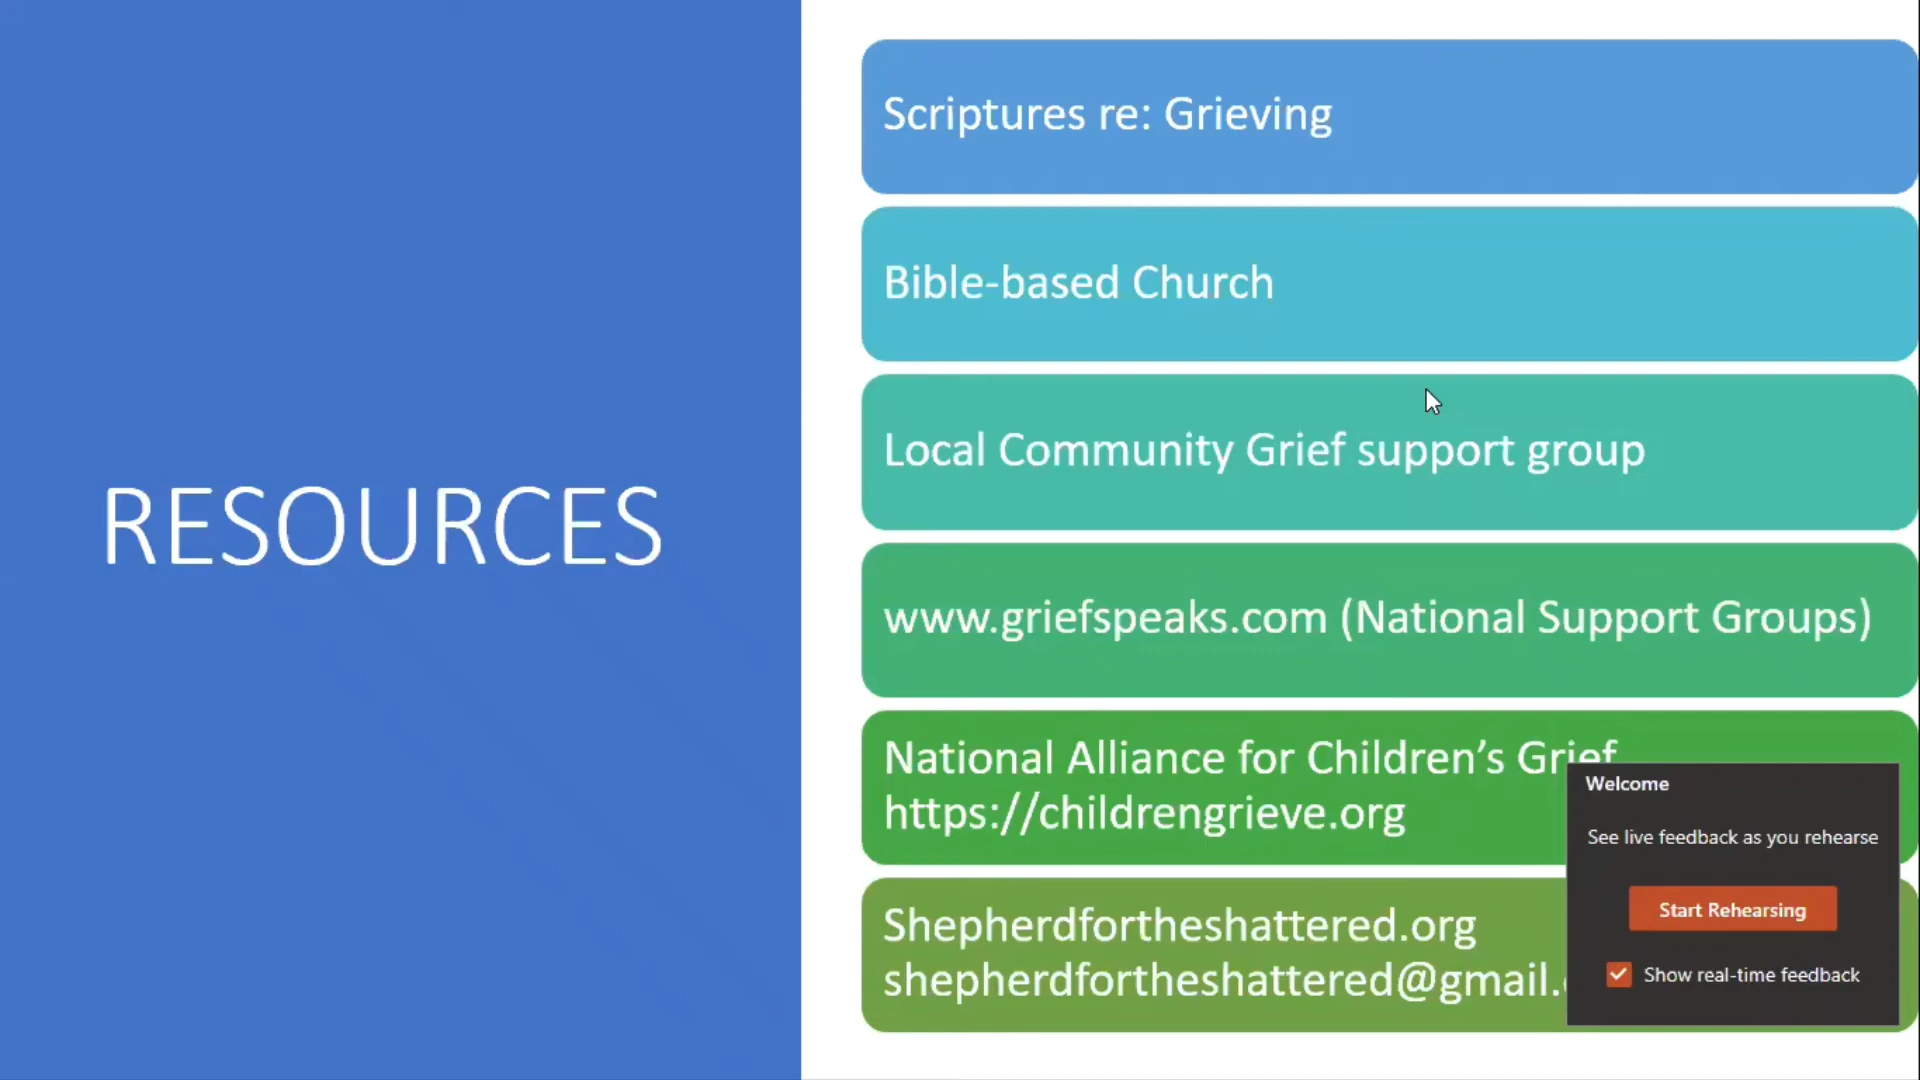 RESOURCES
Scriptures re: Grieving
Bible-based Church
Local Community Grief support group
www.griefspeaks.com (National Support Groups)
National Alliance for Children’s Grief
https://childrengrieve.org
Shepherdfortheshattered.org
shepherdfortheshattered@gmail.
Welcome
See live feedback as you rehearse
Start Rehearsing
Show real-time feedback